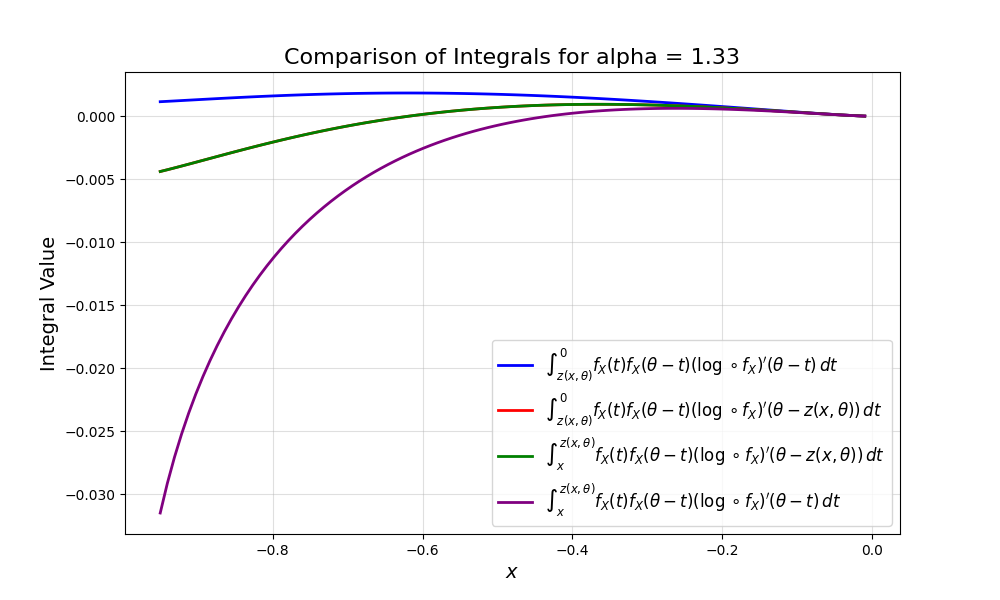 Comparison of Integrals for alpha = 1.33
Integral Value
0.000
−0.005
−0.010
−0.015
−0.020
−0.025
−0.030
∫_{z(x, θ)}^{0} f_X(t)f_X(θ − t)(log ∘ f_X)′(θ − t) dt
∫_{z(x, θ)}^{0} f_X(t)f_X(θ − t)(log ∘ f_X)′(θ − z(x, θ)) dt
∫_{x}^{z(x, θ)} f_X(t)f_X(θ − t)(log ∘ f_X)′(θ − z(x, θ)) dt
∫_{x}^{z(x, θ)} f_X(t)f_X(θ − t)(log ∘ f_X)′(θ − t) dt
−0.8 −0.6 −0.4 −0.2 0.0
x